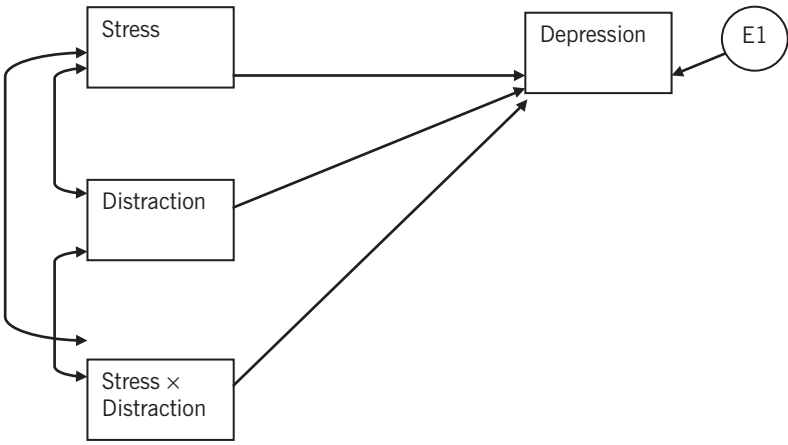 Stress
Depression
E1
Distraction
Stress ×
Distraction